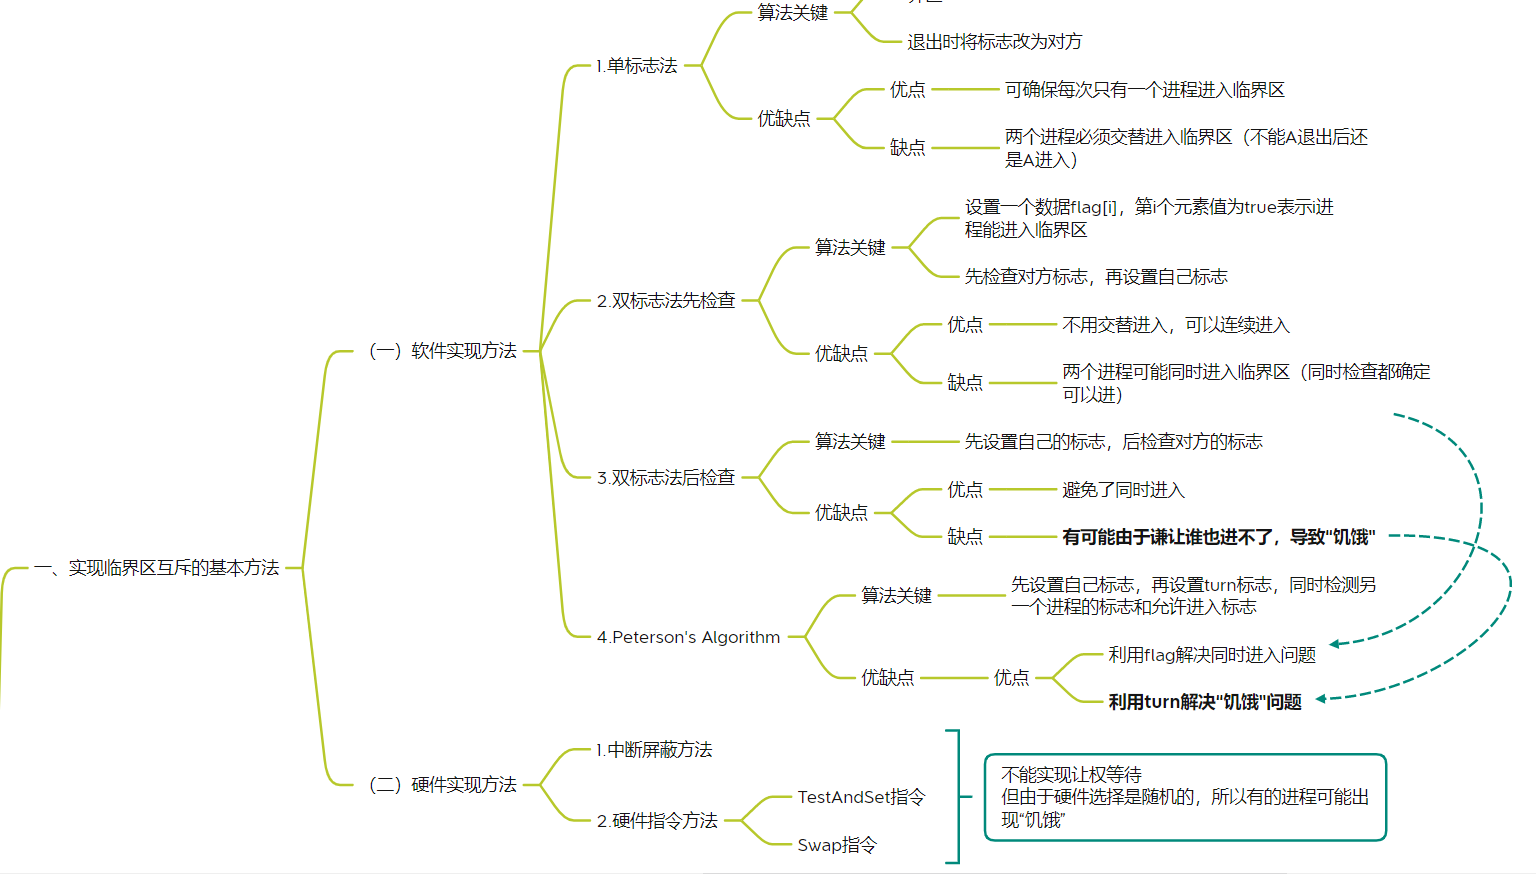 算法关键
退出时将标志改为对方
1.单标志法
优点
可确保每次只有一个进程进入临界区
优缺点
缺点
两个进程必须交替进入临界区（不能A退出后还
是A进入）
设置一个数据flag[i]，第i个元素值为true表示i进
程能进入临界区
算法关键
先检查对方标志，再设置自己标志
2.双标志法先检查
优点
不用交替进入，可以连续进入
优缺点
缺点
两个进程可能同时进入临界区（同时检查都确定
可以进）
（一）软件实现方法
算法关键
先设置自己的标志，后检查对方的标志
3.双标志法后检查
优点
避免了同时进入
优缺点
缺点
有可能由于谦让谁也进不了，导致“饥饿”
一、实现临界区互斥的基本方法
算法关键
先设置自己标志，再设置turn标志，同时检测另
一个进程的标志和允许进入标志
4.Peterson's Algorithm
优缺点
优点
利用flag解决同时进入问题
利用turn解决“饥饿”问题
（二）硬件实现方法
1.中断屏蔽方法
2.硬件指令方法
TestAndSet指令
Swap指令
不能实现让权等待
但由于硬件选择是随机的，所以有的进程可能出
现“饥饿”